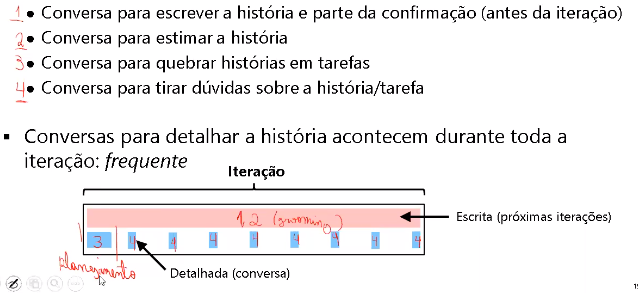 1 • Conversa para escrever a história e parte da confirmação (antes da iteração)
2 • Conversa para estimar a história
3 • Conversa para quebrar histórias em tarefas
4 • Conversa para tirar dúvidas sobre a história/tarefa
▪ Conversas para detalhar a história acontecem durante toda a
iteração: frequente
Iteração
1, 2 (grooming)
Escrita (próximas iterações)
3 4 4 4 4 4 4 4 4
Planejamento
Detalhada (conversa)